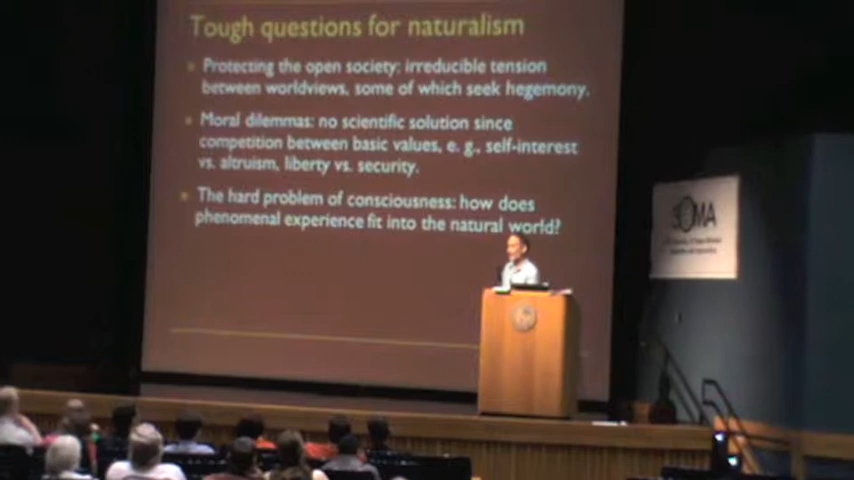 Tough questions for naturalism
Protecting the open society: irreducible tension
between worldviews, some of which seek hegemony.
Moral dilemmas: no scientific solution since
competition between basic values, e. g., self-interest
vs. altruism, liberty vs. security.
The hard problem of consciousness: how does
phenomenal experience fit into the natural world?
SOMA